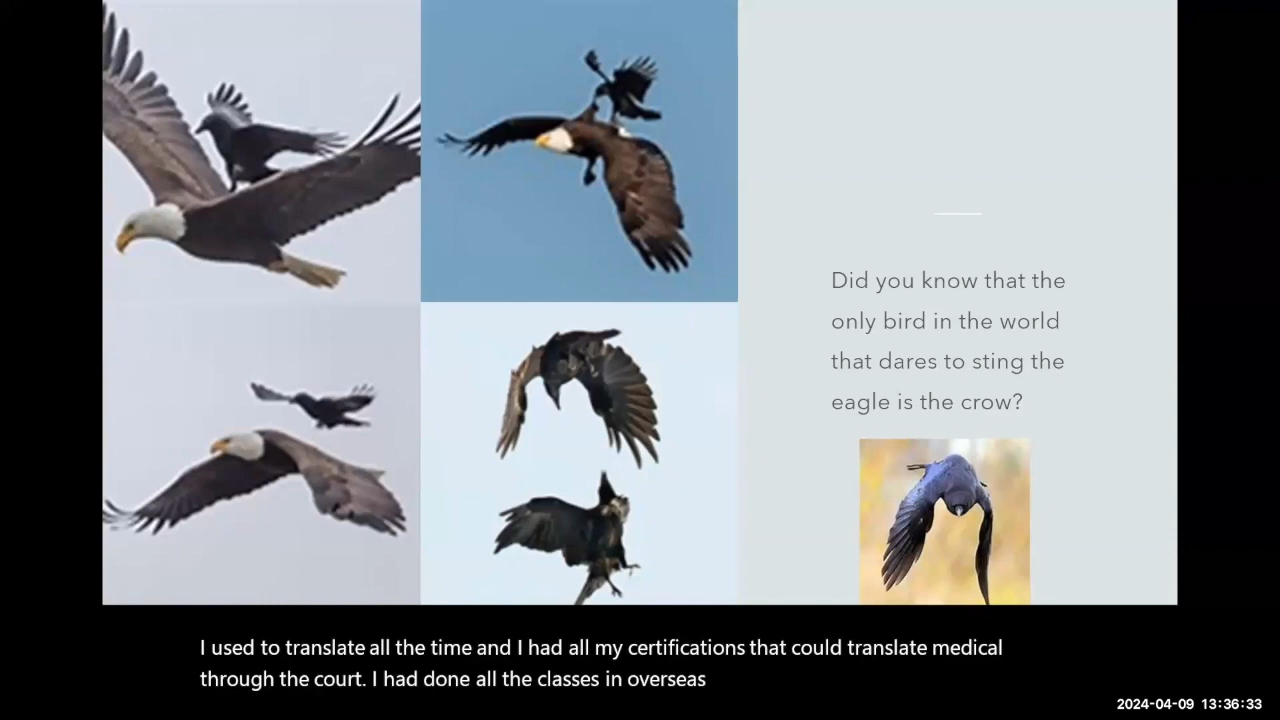 Did you know that the
only bird in the world
that dares to sting the
eagle is the crow?
I used to translate all the time and I had all my certifications that could translate medical
through the court. I had done all the classes in overseas
2024-04-09 13:36:33